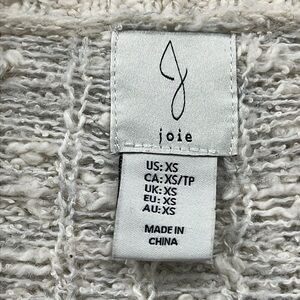 joie
US: XS
CA: XS/TP
UK: XS
EU: XS
AU: XS
MADE IN
CHINA